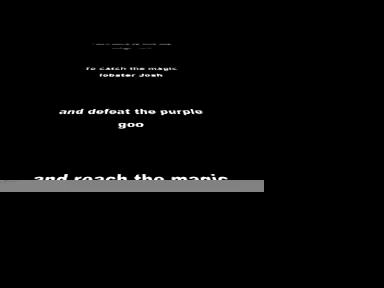 To catch the magic
lobster Josh
and defeat the purple
goo
and reach the magic